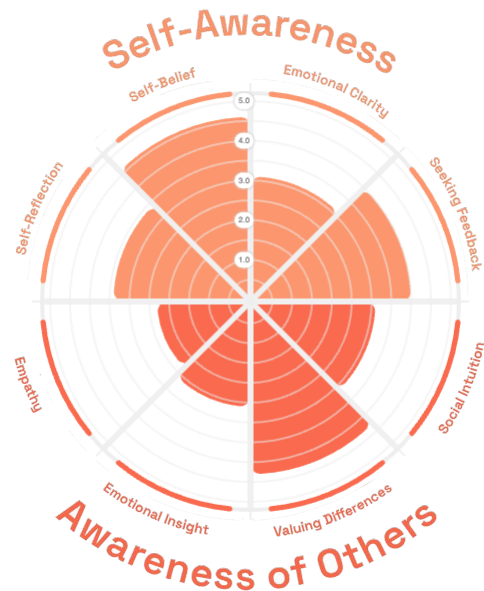 Self-Awareness
Self-Belief
Emotional Clarity
5.0
4.0
Self-Reflection
Seeking Feedback
3.0
2.0
1.0
Empathy
Social Intuition
Emotional Insight
Valuing Differences
Awareness of Others